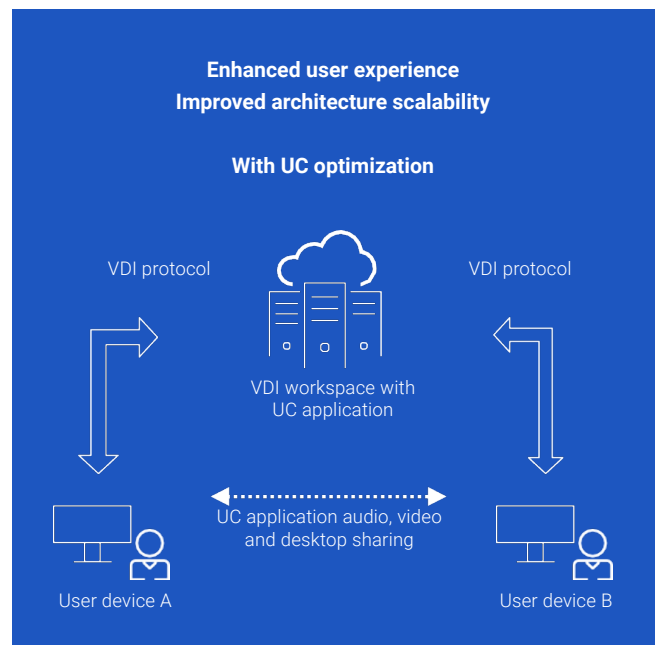 Enhanced user experience
Improved architecture scalability
With UC optimization
VDI protocol
VDI protocol
VDI workspace with
UC application
UC application audio, video
and desktop sharing
User device A
User device B